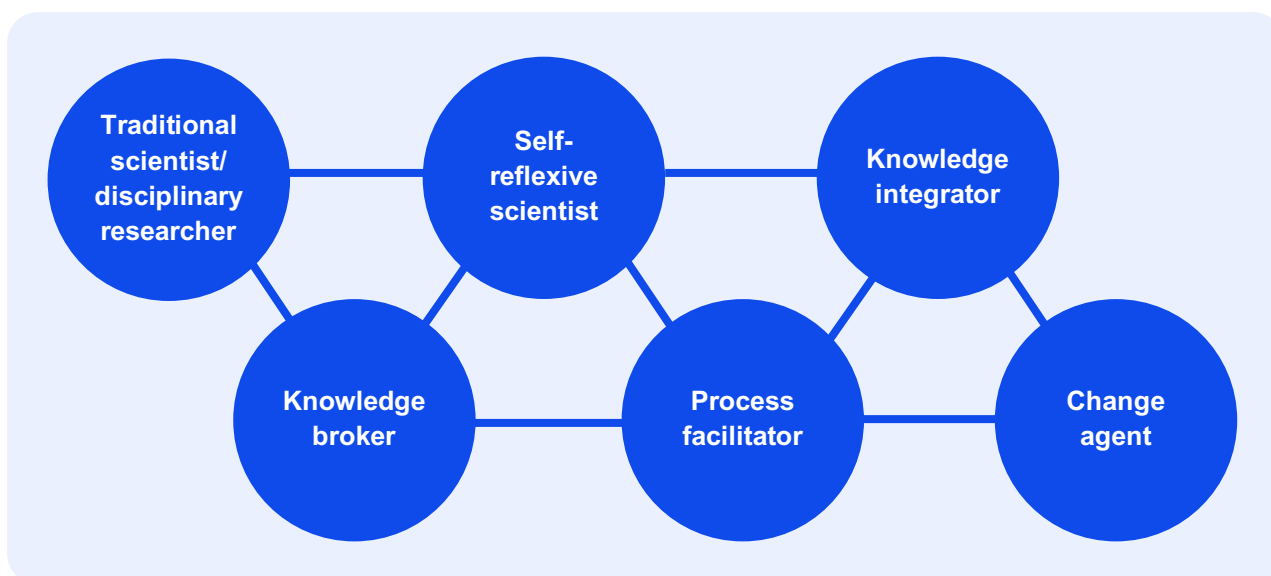 Traditional
scientist/
disciplinary
researcher
Self-
reflexive
scientist
Knowledge
integrator
Knowledge
broker
Process
facilitator
Change
agent